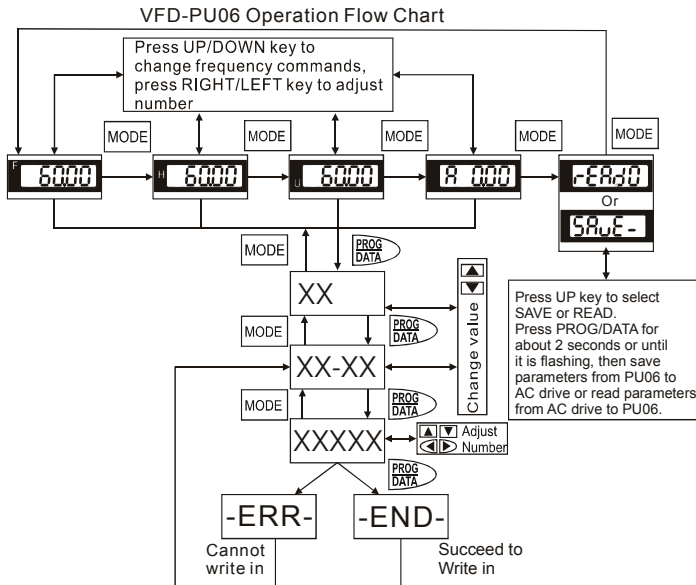 VFD-PU06 Operation Flow Chart
Press UP/DOWN key to
change frequency commands,
press RIGHT/LEFT key to adjust
number
MODE
MODE
MODE
MODE
MODE
F 60.00
H 60.00
U 60.00
A 0.00
rEAd0
Or
SAvE-
MODE
PROG
DATA
XX
MODE
PROG
DATA
XX-XX
MODE
PROG
DATA
XXXXX
PROG
DATA
Change value
Adjust
Number
Press UP key to select
SAVE or READ.
Press PROG/DATA for
about 2 seconds or until
it is flashing, then save
parameters from PU06 to
AC drive or read parameters
from AC drive to PU06.
-ERR-
-END-
Cannot
write in
Succeed to
Write in